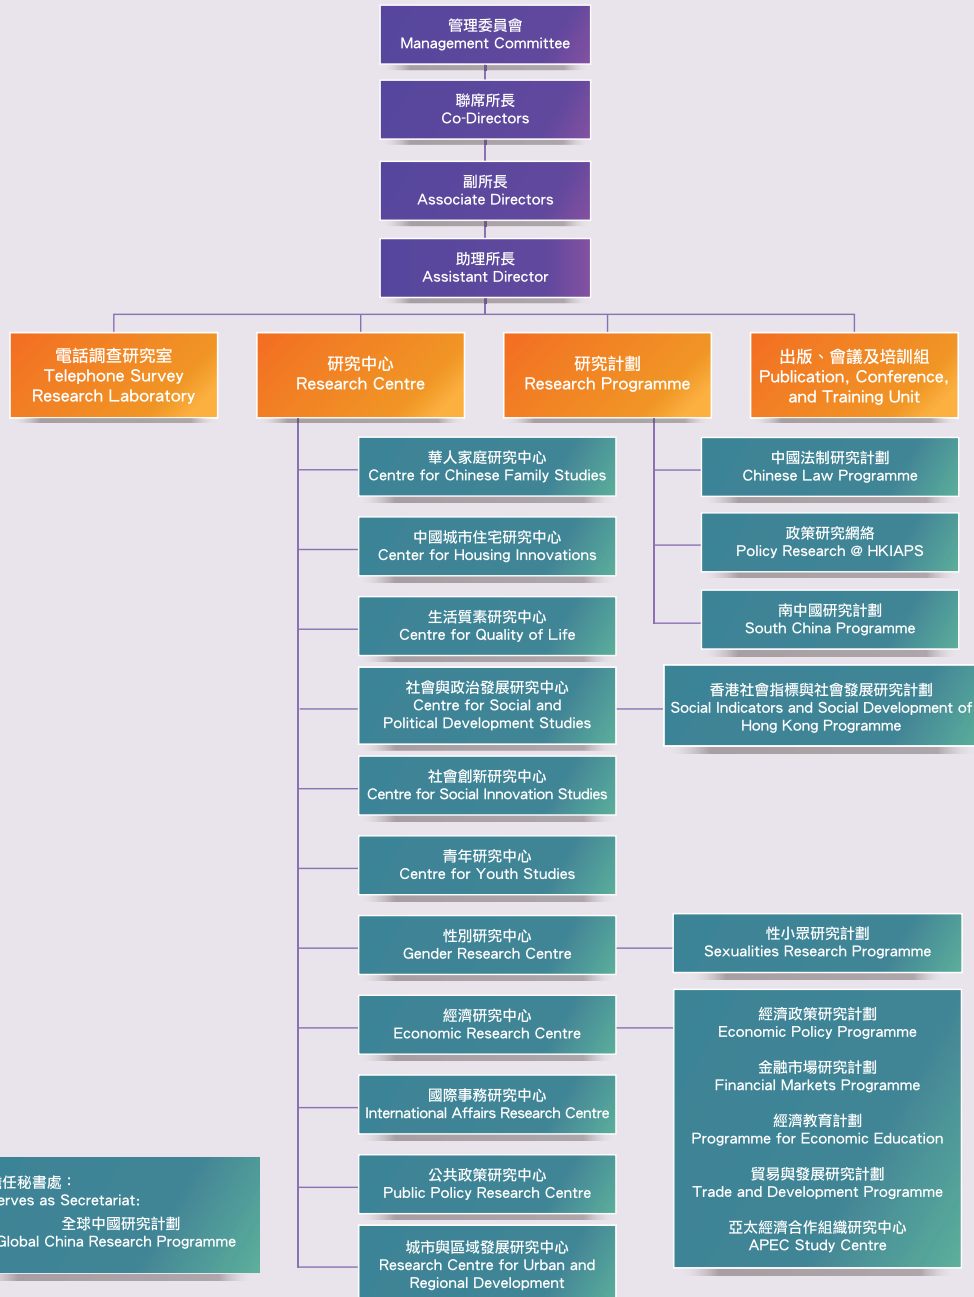 管理委員會
Management Committee
聯席所長
Co-Directors
副所長
Associate Directors
助理所長
Assistant Director
電話調查研究室
Telephone Survey
Research Laboratory
研究中心
Research Centre
研究計劃
Research Programme
出版、會議及培訓組
Publication, Conference,
and Training Unit
華人家庭研究中心
Centre for Chinese Family Studies
中國城市住宅研究中心
Center for Housing Innovations
生活質素研究中心
Centre for Quality of Life
社會與政治發展研究中心
Centre for Social and
Political Development Studies
社會創新研究中心
Centre for Social Innovation Studies
青年研究中心
Centre for Youth Studies
性別研究中心
Gender Research Centre
經濟研究中心
Economic Research Centre
國際事務研究中心
International Affairs Research Centre
公共政策研究中心
Public Policy Research Centre
城市與區域發展研究中心
Research Centre for Urban and
Regional Development
中國法制研究計劃
Chinese Law Programme
政策研究網絡
Policy Research @ HKIAPS
南中國研究計劃
South China Programme
香港社會指標與社會發展研究計劃
Social Indicators and Social Development of
Hong Kong Programme
性小眾研究計劃
Sexualities Research Programme
經濟政策研究計劃
Economic Policy Programme
金融市場研究計劃
Financial Markets Programme
經濟教育計劃
Programme for Economic Education
貿易與發展研究計劃
Trade and Development Programme
亞太經濟合作組織研究中心
APEC Study Centre
任秘書處：
erves as Secretariat:
全球中國研究計劃
Global China Research Programme